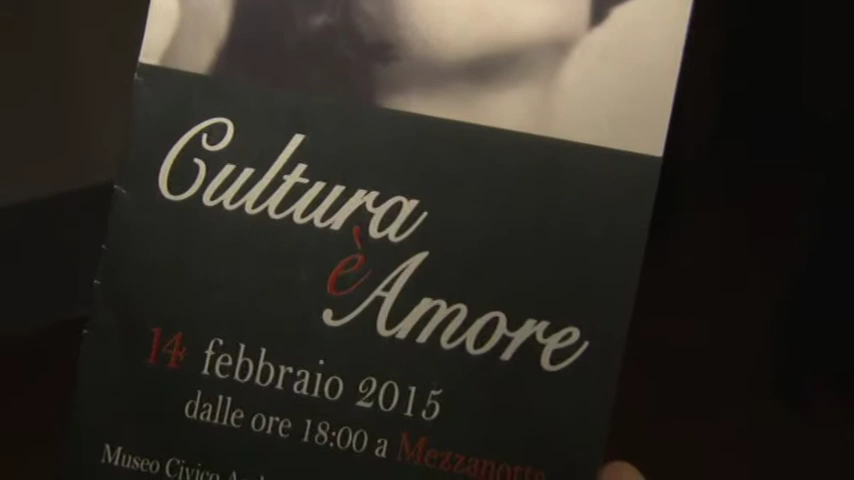 Cultura
è
Amore
14 febbraio 2015
dalle ore 18:00 a Mezzanotte
Museo Civico